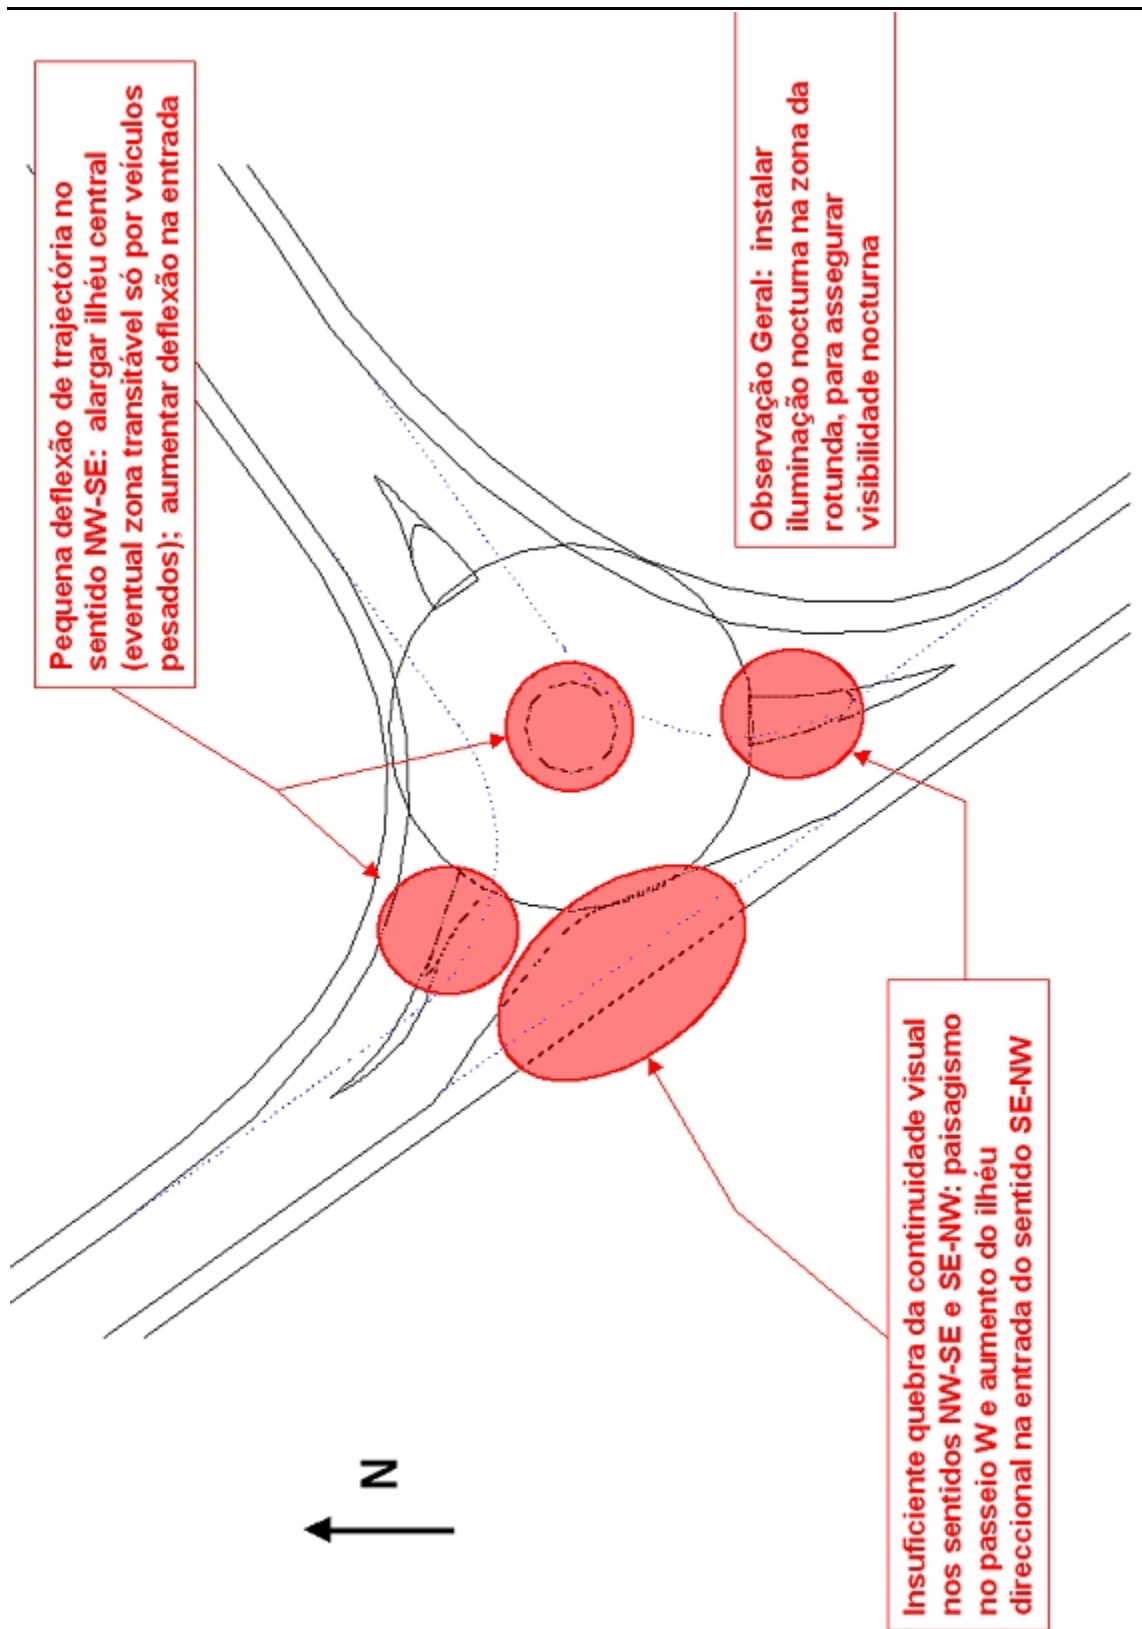 Pequena deflexão de trajectória no
sentido NW-SE: alargar ilhéu central
(eventual zona transitável só por veículos
pesados); aumentar deflexão na entrada
Observação Geral: instalar
iluminação nocturna na zona da
rotunda, para assegurar
visibilidade nocturna
Insuficiente quebra da continuidade visual
nos sentidos NW-SE e SE-NW: paisagismo
no passeio W e aumento do ilhéu
direccional na entrada do sentido SE-NW
N